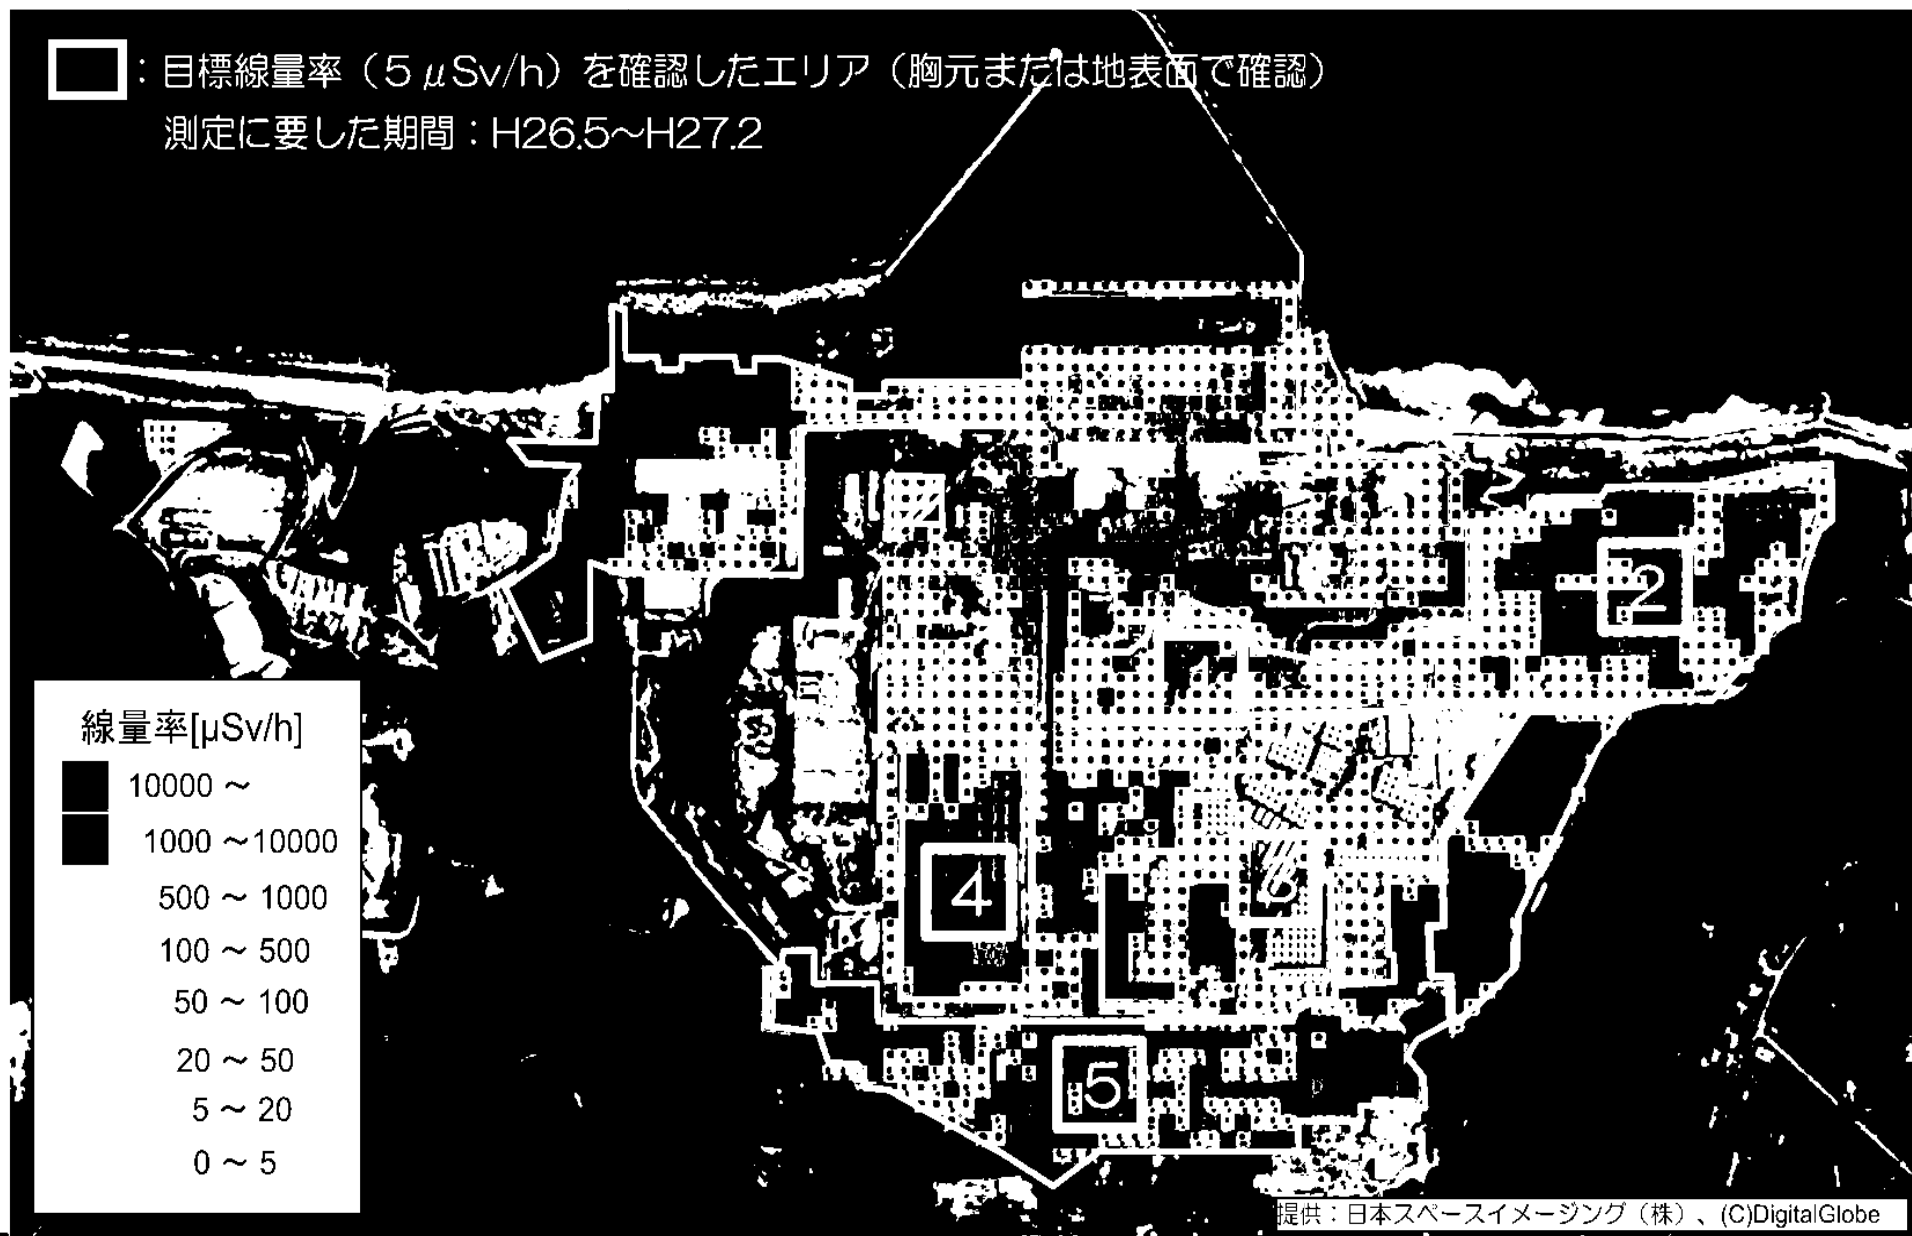 ：目標線量率（5μSv/h）を確認したエリア（胸元または地表面で確認）
測定に要した期間：H26.5～H27.2
2
4
5
線量率[μSv/h]
10000～
1000～10000
500～1000
100～500
50～100
20～50
5～20
0～5
提供：日本スペースイメージング（株）、(C)DigitalGlobe